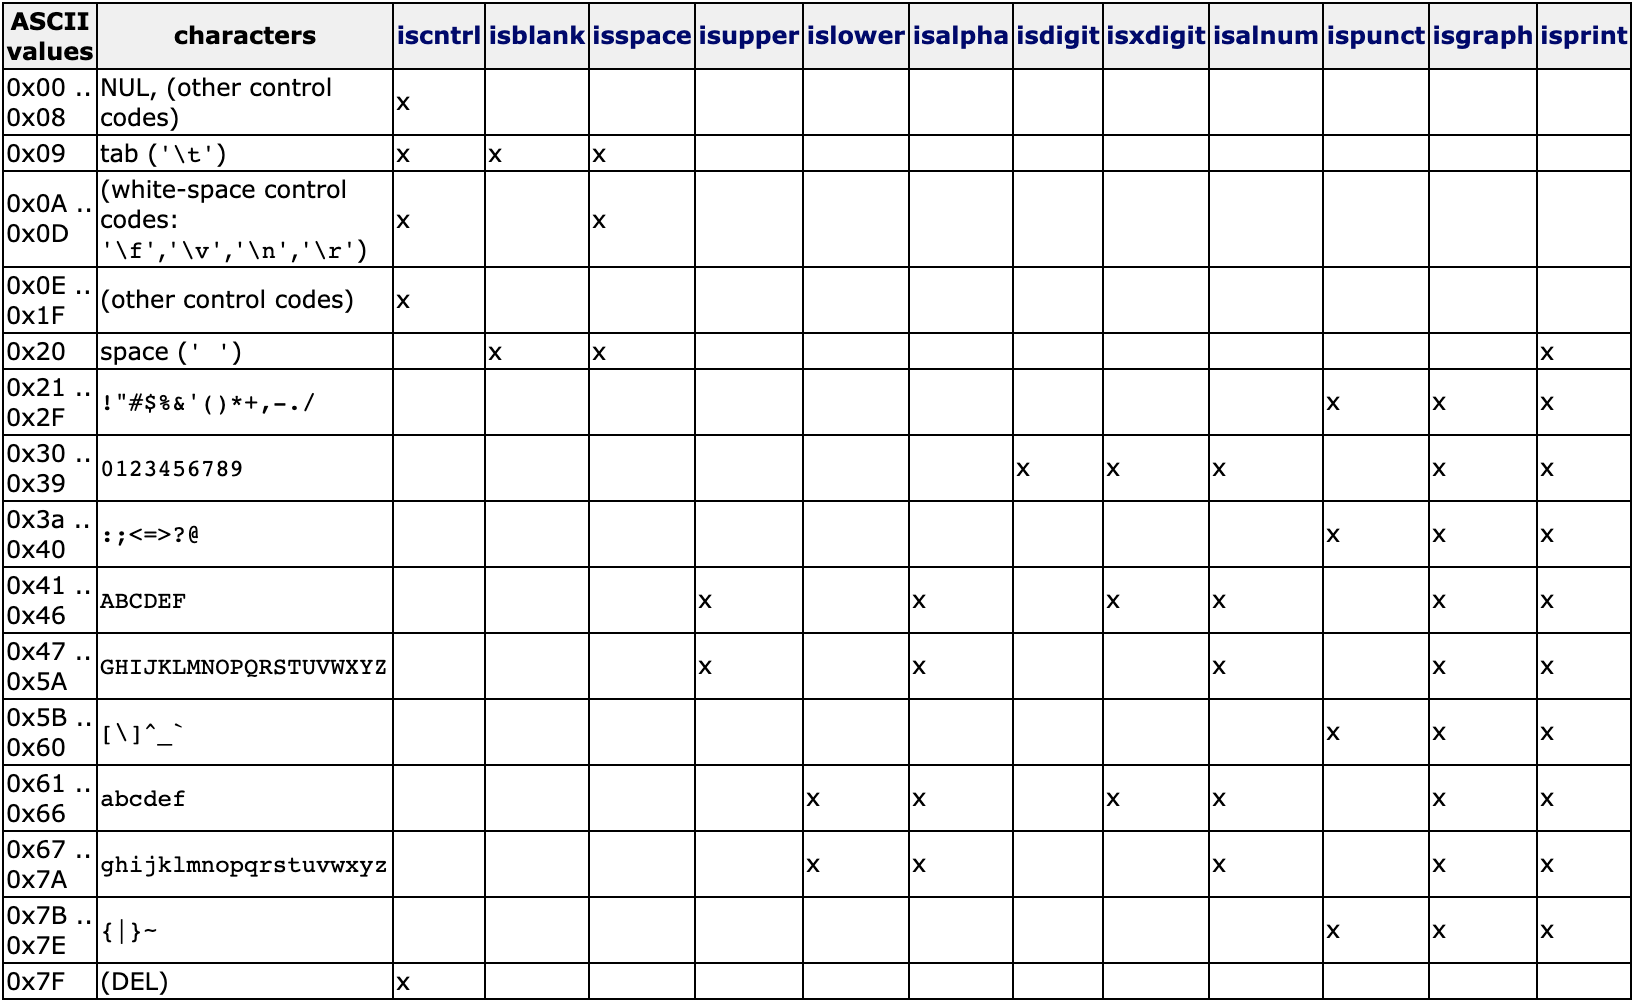 ASCII values characters iscntrl isblank isspace isupper islower isalpha isdigit isxdigit isalnum ispunct isgraph isprint
0x00 .. 0x08 NUL, (other control codes) x
0x09 tab ('\t') x x x
0x0A .. 0x0D (white-space control codes: '\f','\v','\n','\r') x x
0x0E .. 0x1F (other control codes) x
0x20 space (' ') x x x
0x21 .. 0x2F !"#$%&'()*+,-./ x x x
0x30 .. 0x39 0123456789 x x x x x
0x3a .. 0x40 :;<=>?@ x x x
0x41 .. 0x46 ABCDEF x x x x x x
0x47 .. 0x5A GHIJKLMNOPQRSTUVWXYZ x x x x x
0x5B .. 0x60 [\]^_` x x x
0x61 .. 0x66 abcdef x x x x x x
0x67 .. 0x7A ghijklmnopqrstuvwxyz x x x x x
0x7B .. 0x7E {|}~ x x x
0x7F (DEL) x